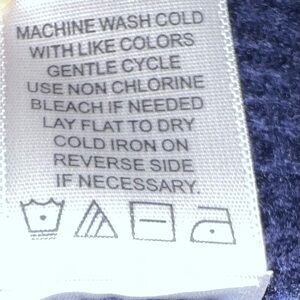 MACHINE WASH COLD
WITH LIKE COLORS
GENTLE CYCLE
USE NON CHLORINE
BLEACH IF NEEDED
LAY FLAT TO DRY
COLD IRON ON
REVERSE SIDE
IF NECESSARY.